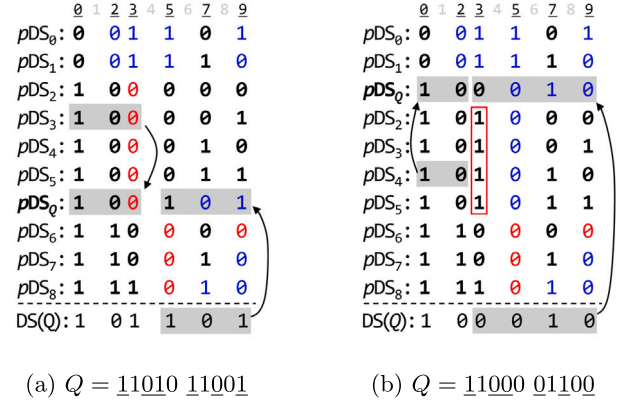 0 1 2 3 4 5 6 7 8 9
pDS₀: 0 0 1 1 0 1
pDS₁: 0 0 1 1 1 0
pDS₂: 1 0 0 0 0 0
pDS₃: 1 0 0 0 0 1
pDS₄: 1 0 0 0 1 0
pDS₅: 1 0 0 0 1 1
pDS_Q: 1 0 0 1 0 1
pDS₆: 1 1 0 0 0 0
pDS₇: 1 1 0 0 1 0
pDS₈: 1 1 1 0 1 0
DS(Q): 1 0 1 1 0 1
(a) Q = 11010 11001
0 1 2 3 4 5 6 7 8 9
pDS₀: 0 0 1 1 0 1
pDS₁: 0 0 1 1 1 0
pDS_Q: 1 0 0 0 1 0
pDS₂: 1 0 1 0 0 0
pDS₃: 1 0 1 0 0 1
pDS₄: 1 0 1 0 1 0
pDS₅: 1 0 1 0 1 1
pDS₆: 1 1 0 0 0 0
pDS₇: 1 1 0 0 1 0
pDS₈: 1 1 1 0 1 0
DS(Q): 1 0 0 0 1 0
(b) Q = 11000 01100